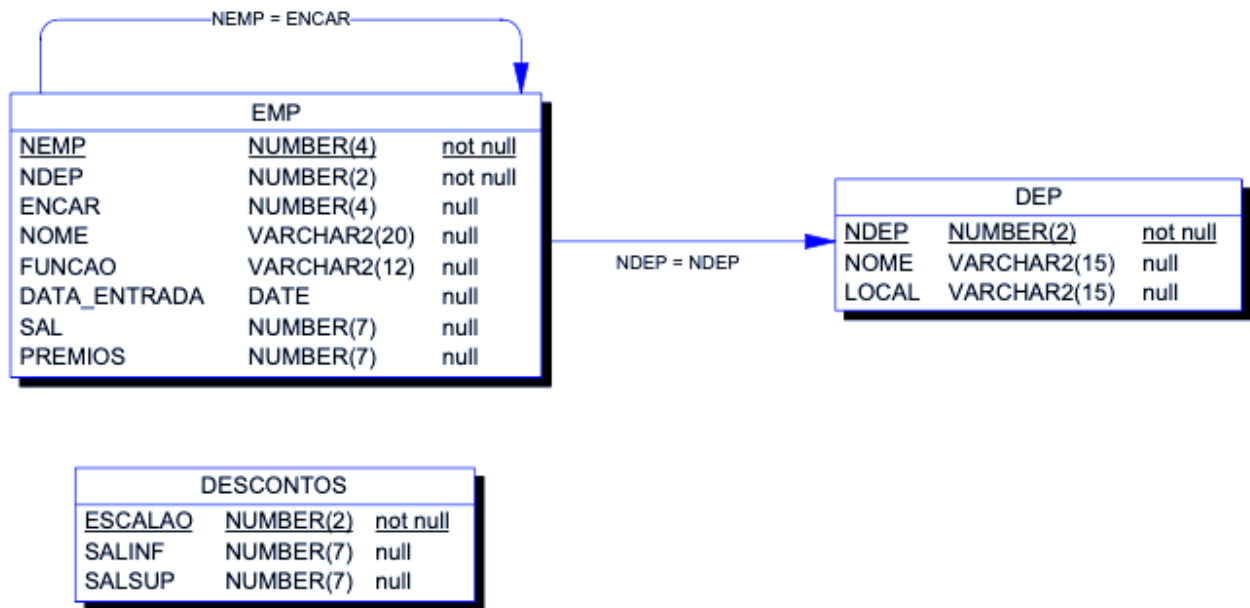 NEMP = ENCAR
EMP
NEMP NUMBER(4) not null
NDEP NUMBER(2) not null
ENCAR NUMBER(4) null
NOME VARCHAR2(20) null
FUNCAO VARCHAR2(12) null
DATA_ENTRADA DATE null
SAL NUMBER(7) null
PREMIOS NUMBER(7) null
NDEP = NDEP
DEP
NDEP NUMBER(2) not null
NOME VARCHAR2(15) null
LOCAL VARCHAR2(15) null
DESCONTOS
ESCALAO NUMBER(2) not null
SALINF NUMBER(7) null
SALSUP NUMBER(7) null